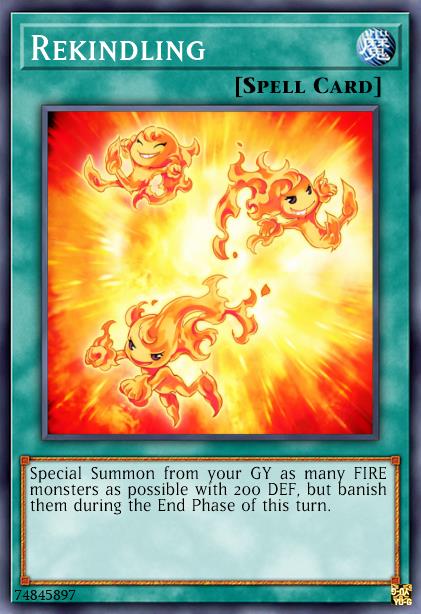 Rekindling
[Spell Card]
Special Summon from your GY as many FIRE
monsters as possible with 200 DEF, but banish
them during the End Phase of this turn.
74845897